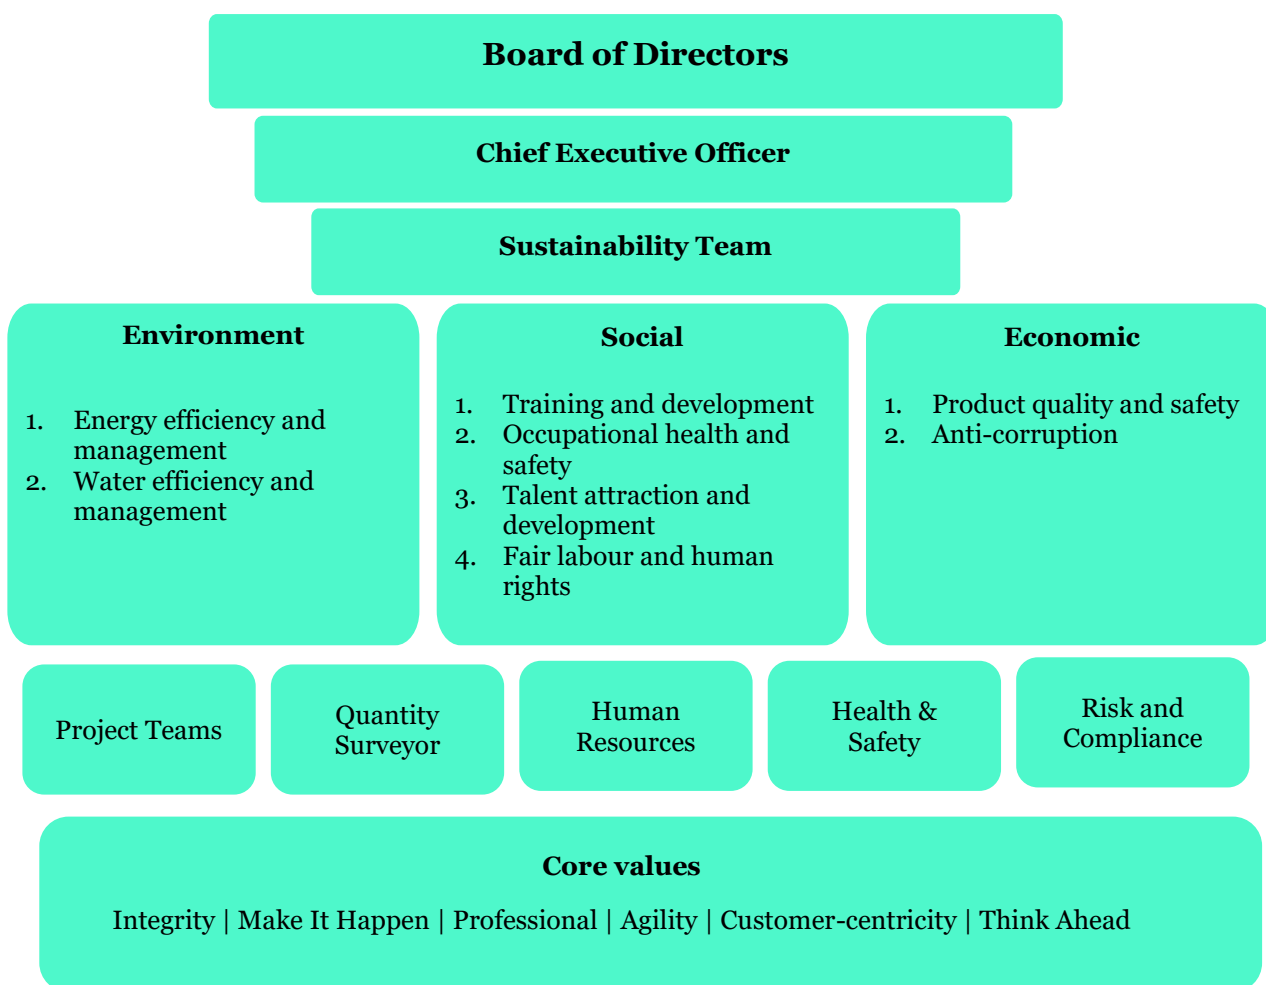 Board of Directors
Chief Executive Officer
Sustainability Team
Environment
1. Energy efficiency and
management
2. Water efficiency and
management
Social
1. Training and development
2. Occupational health and
safety
3. Talent attraction and
development
4. Fair labour and human
rights
Economic
1. Product quality and safety
2. Anti-corruption
Project Teams
Quantity
Surveyor
Human
Resources
Health &
Safety
Risk and
Compliance
Core values
Integrity | Make It Happen | Professional | Agility | Customer-centricity | Think Ahead